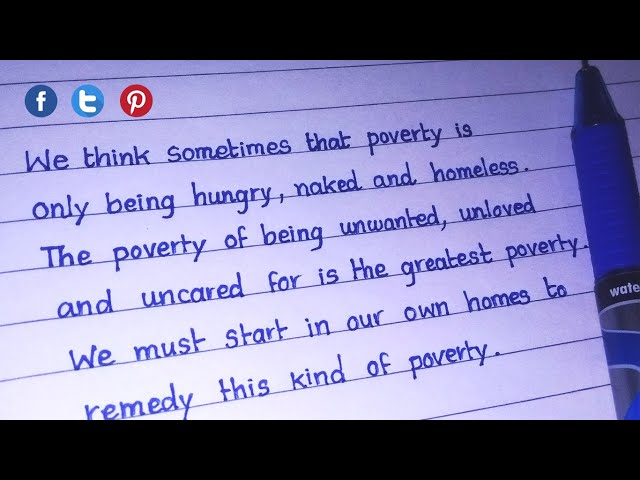 We think sometimes that poverty is
only being hungry, naked and homeless.
The poverty of being unwanted, unloved
and uncared for is the greatest poverty.
We must start in our own homes to
remedy this kind of poverty.
wate